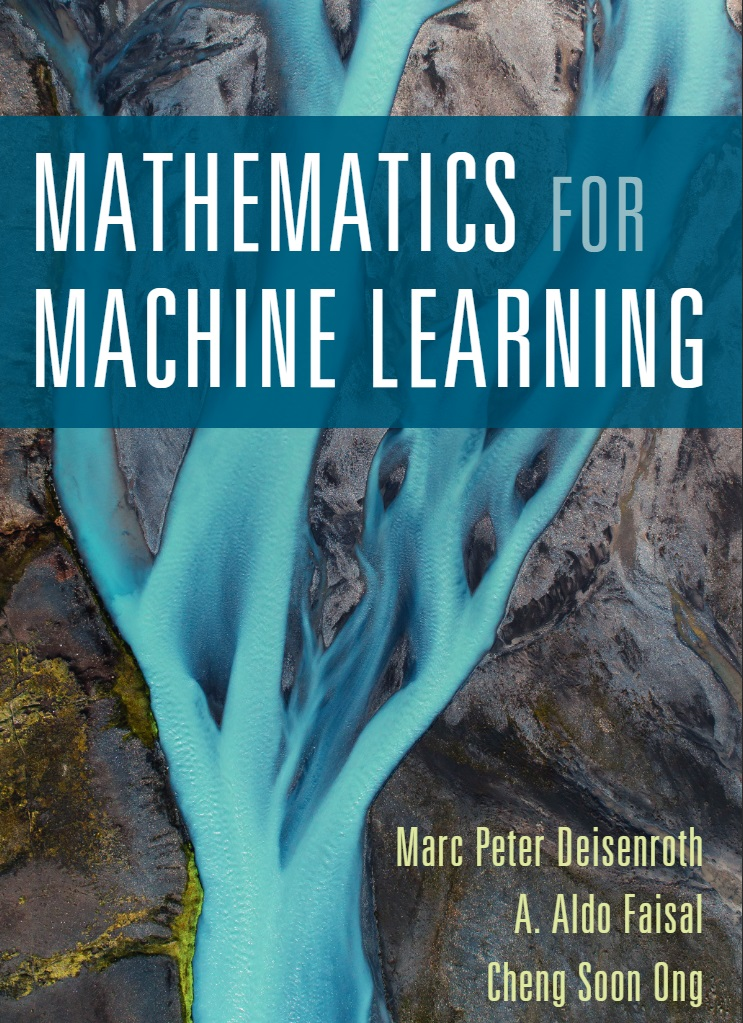 MATHEMATICS FOR
MACHINE LEARNING
Marc Peter Deisenroth
A. Aldo Faisal
Cheng Soon Ong